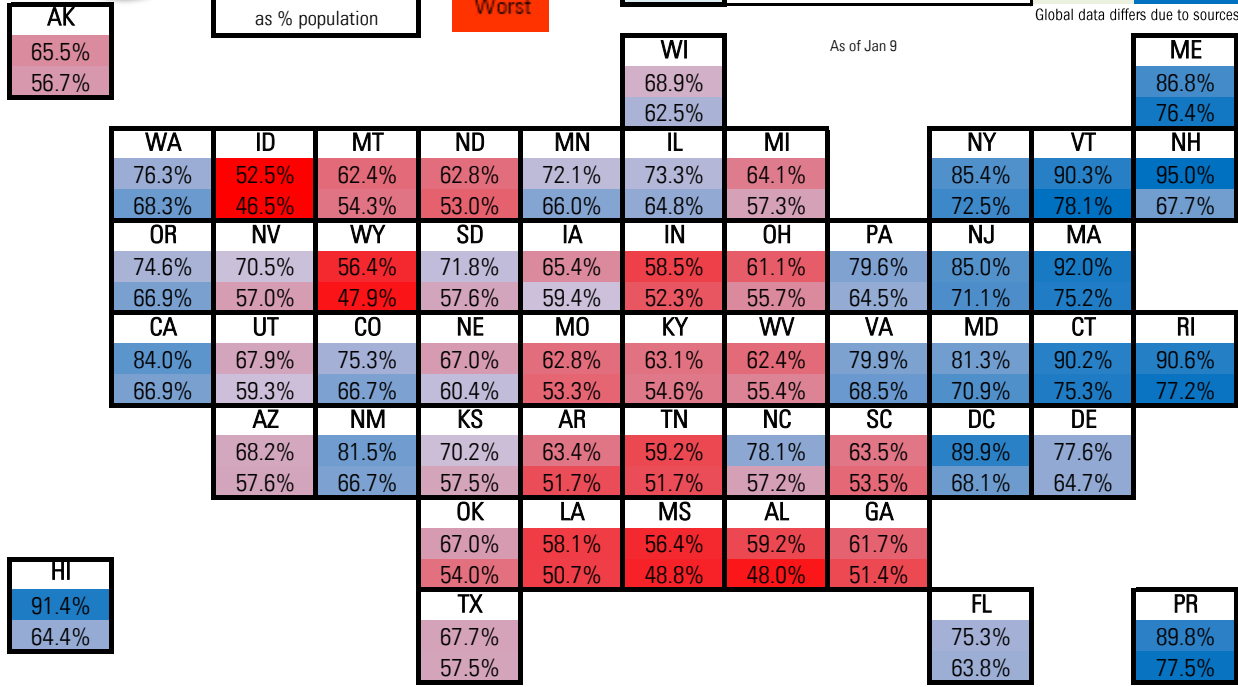 AK as % population Worst Global data differs due to sources
65.5% WI As of Jan 9 ME
56.7% 68.9% 86.8%
62.5% 76.4%
WA ID MT ND MN IL MI NY VT NH
76.3% 52.5% 62.4% 62.8% 72.1% 73.3% 64.1% 85.4% 90.3% 95.0%
68.3% 46.5% 54.3% 53.0% 66.0% 64.8% 57.3% 72.5% 78.1% 67.7%
OR NV WY SD IA IN OH PA NJ MA
74.6% 70.5% 56.4% 71.8% 65.4% 58.5% 61.1% 79.6% 85.0% 92.0%
66.9% 57.0% 47.9% 57.6% 59.4% 52.3% 55.7% 64.5% 71.1% 75.2%
CA UT CO NE MO KY WV VA MD CT RI
84.0% 67.9% 75.3% 67.0% 62.8% 63.1% 62.4% 79.9% 81.3% 90.2% 90.6%
66.9% 59.3% 66.7% 60.4% 53.3% 54.6% 55.4% 68.5% 70.9% 75.3% 77.2%
AZ NM KS AR TN NC SC DC DE
68.2% 81.5% 70.2% 63.4% 59.2% 78.1% 63.5% 89.9% 77.6%
57.6% 66.7% 57.5% 51.7% 51.7% 57.2% 53.5% 68.1% 64.7%
OK LA MS AL GA
67.0% 58.1% 56.4% 59.2% 61.7%
HI 54.0% 50.7% 48.8% 48.0% 51.4%
91.4% TX FL PR
64.4% 67.7% 75.3% 89.8%
57.5% 63.8% 77.5%